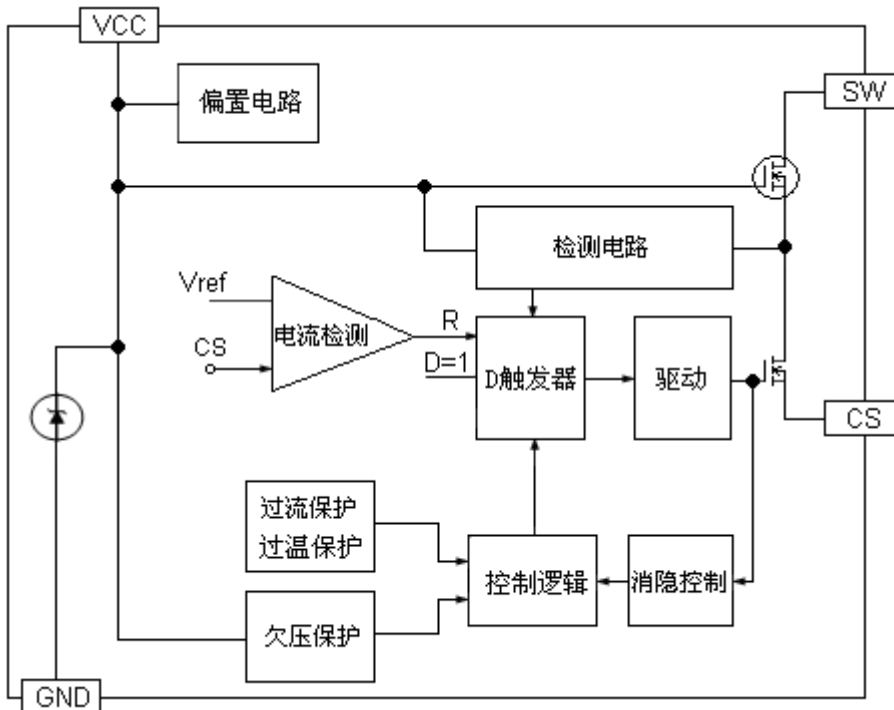 VCC
偏置电路
SW
检测电路
Vref
电流检测
R
CS
D=1
D触发器
驱动
CS
过流保护
过温保护
控制逻辑
消隐控制
欠压保护
GND